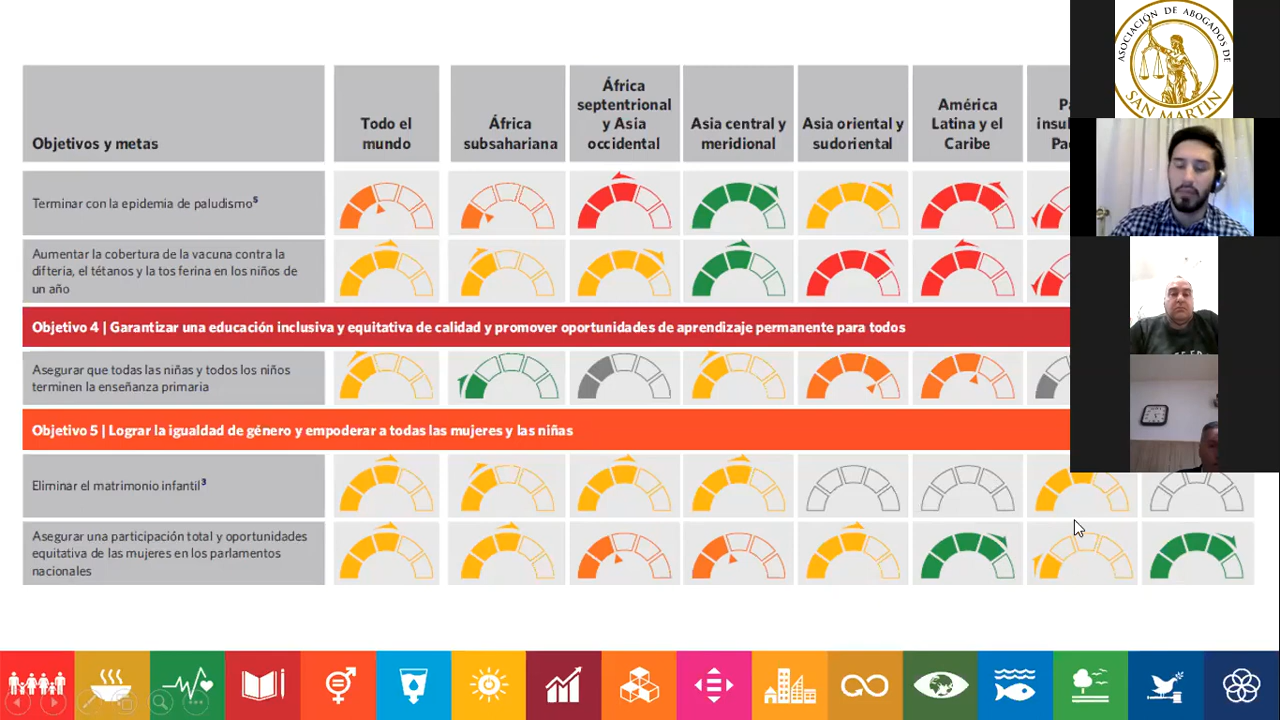 ASOCIACIÓN DE ABOGADOS DE
SAN MARTIN
Objetivos y metas
Todo el
mundo
África
subsahariana
África
septentrional
y Asia
occidental
Asia central y
meridional
Asia oriental y
sudoriental
América
Latina y el
Caribe
Terminar con la epidemia de paludismo⁵
Aumentar la cobertura de la vacuna contra la
difteria, el tétanos y la tos ferina en los niños de
un año
Objetivo 4 | Garantizar una educación inclusiva y equitativa de calidad y promover oportunidades de aprendizaje permanente para todos
Asegurar que todas las niñas y todos los niños
terminen la enseñanza primaria
Objetivo 5 | Lograr la igualdad de género y empoderar a todas las mujeres y las niñas
Eliminar el matrimonio infantil³
Asegurar una participación total y oportunidades
equitativa de las mujeres en los parlamentos
nacionales